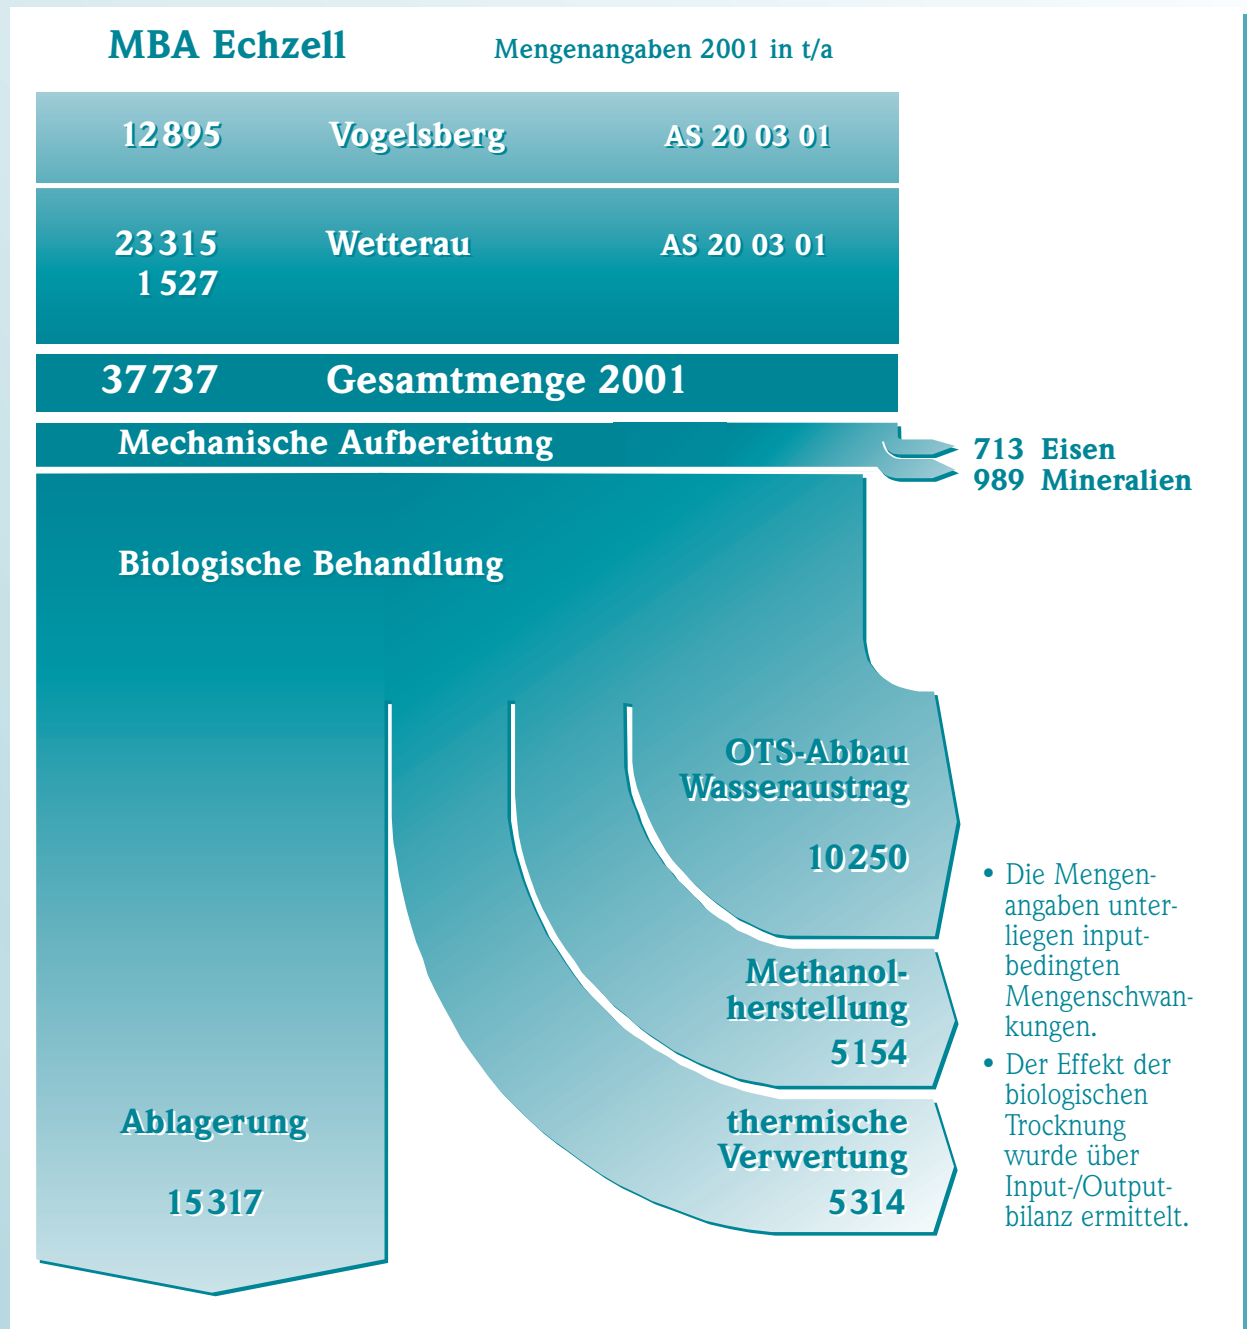 MBA Echzell Mengenangaben 2001 in t/a
12 895 Vogelsberg AS 20 03 01
23 315 Wetterau AS 20 03 01
1 527
37 737 Gesamtmenge 2001
Mechanische Aufbereitung
713 Eisen
989 Mineralien
Biologische Behandlung
OTS-Abbau
Wasseraustrag
10 250
Methanol-
herstellung
5 154
thermische
Verwertung
5 314
Ablagerung
15 317
• Die Mengen-
angaben unter-
liegen input-
bedingten
Mengenschwan-
kungen.
• Der Effekt der
biologischen
Trocknung
wurde über
Input-/Output-
bilanz ermittelt.